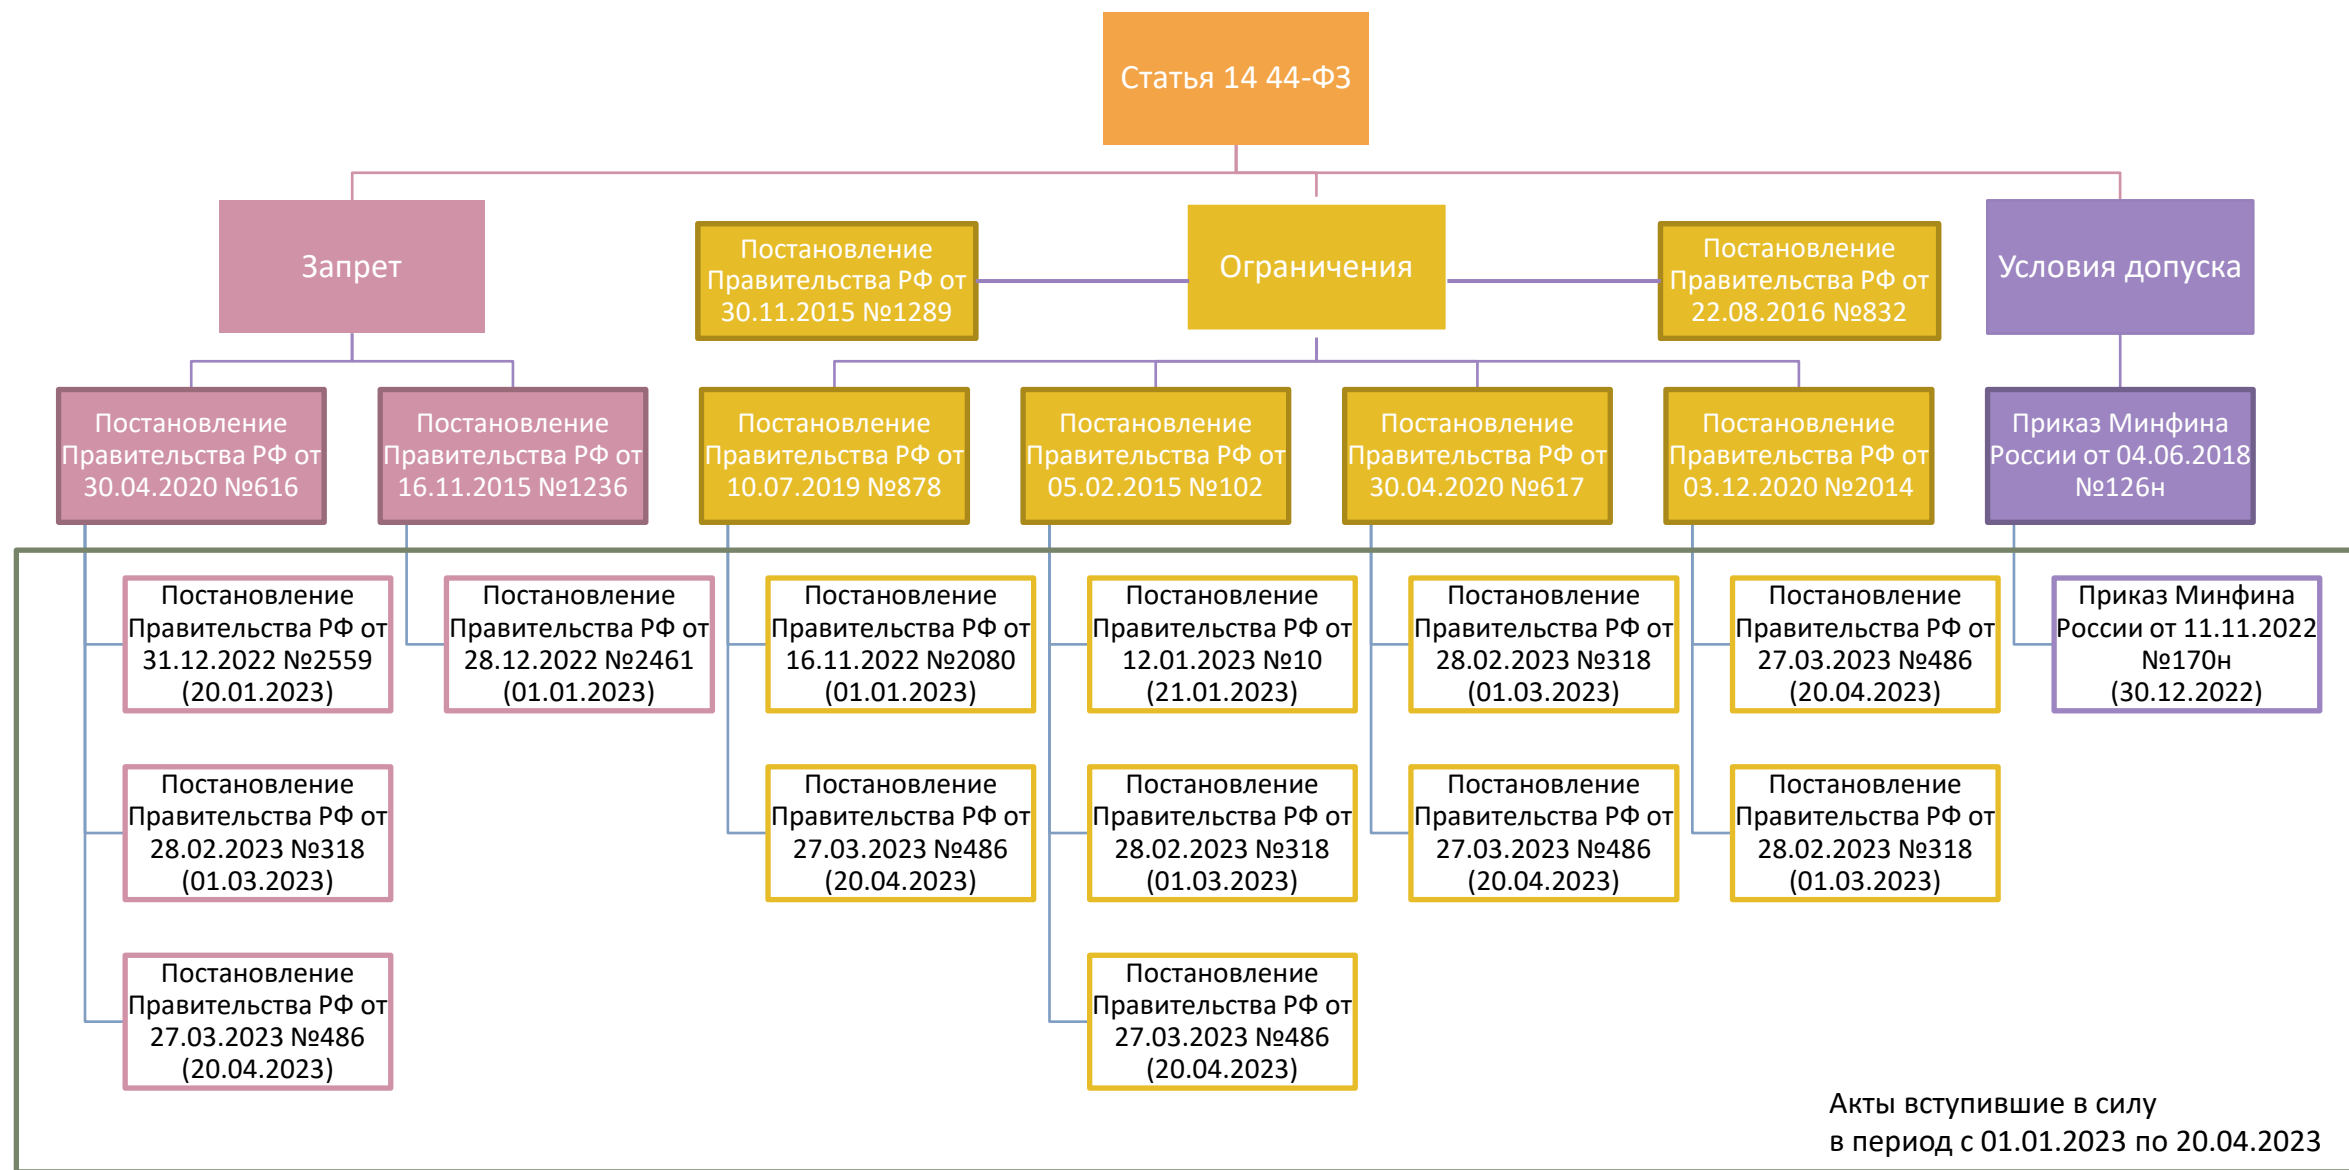 Статья 14 44-ФЗ
Запрет
Постановление
Правительства РФ от
30.11.2015 №1289
Ограничения
Постановление
Правительства РФ от
22.08.2016 №832
Условия допуска
Постановление
Правительства РФ от
30.04.2020 №616
Постановление
Правительства РФ от
16.11.2015 №1236
Постановление
Правительства РФ от
10.07.2019 №878
Постановление
Правительства РФ от
05.02.2015 №102
Постановление
Правительства РФ от
30.04.2020 №617
Постановление
Правительства РФ от
03.12.2020 №2014
Приказ Минфина
России от 04.06.2018
№126н
Постановление
Правительства РФ от
31.12.2022 №2559
(20.01.2023)
Постановление
Правительства РФ от
28.12.2022 №2461
(01.01.2023)
Постановление
Правительства РФ от
16.11.2022 №2080
(01.01.2023)
Постановление
Правительства РФ от
12.01.2023 №10
(21.01.2023)
Постановление
Правительства РФ от
28.02.2023 №318
(01.03.2023)
Постановление
Правительства РФ от
27.03.2023 №486
(20.04.2023)
Приказ Минфина
России от 11.11.2022
№170н
(30.12.2022)
Постановление
Правительства РФ от
28.02.2023 №318
(01.03.2023)
Постановление
Правительства РФ от
27.03.2023 №486
(20.04.2023)
Постановление
Правительства РФ от
28.02.2023 №318
(01.03.2023)
Постановление
Правительства РФ от
27.03.2023 №486
(20.04.2023)
Постановление
Правительства РФ от
28.02.2023 №318
(01.03.2023)
Постановление
Правительства РФ от
27.03.2023 №486
(20.04.2023)
Постановление
Правительства РФ от
27.03.2023 №486
(20.04.2023)
Акты вступившие в силу
в период с 01.01.2023 по 20.04.2023